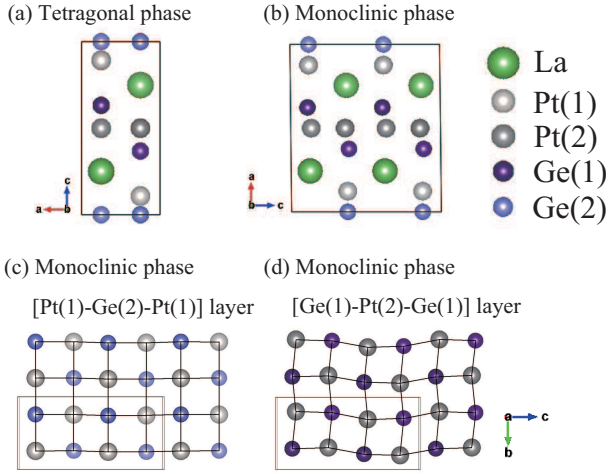 (a) Tetragonal phase
(b) Monoclinic phase
La
Pt(1)
Pt(2)
Ge(1)
Ge(2)
c
a
b
a
b
c
(c) Monoclinic phase
(d) Monoclinic phase
[Pt(1)-Ge(2)-Pt(1)] layer
[Ge(1)-Pt(2)-Ge(1)] layer
a
c
b